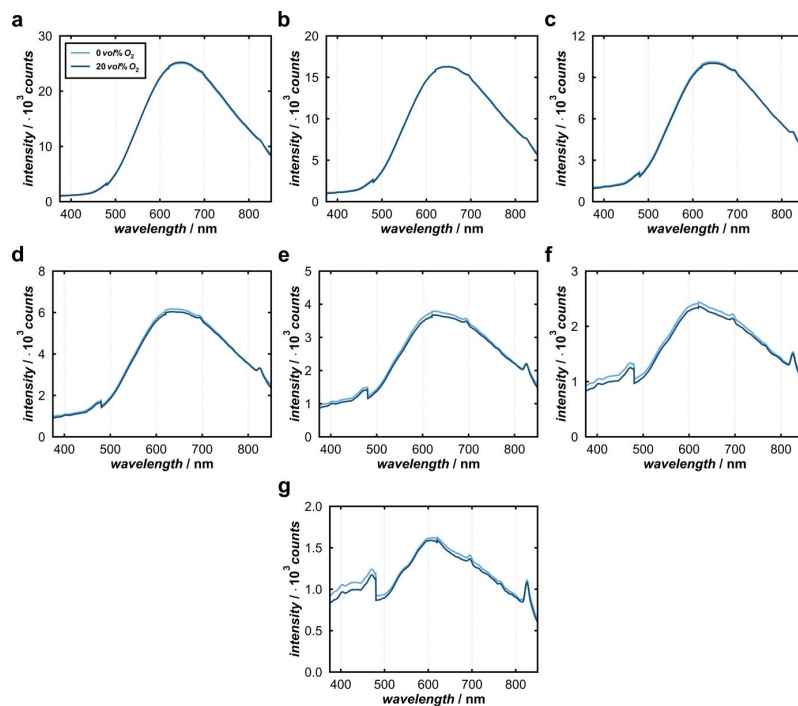 a
b
c
30
20
10
0
intensity / · 10³ counts
0 vol% O₂
20 vol% O₂
400 500 600 700 800
wavelength / nm
20
15
10
5
0
intensity / · 10³ counts
400 500 600 700 800
wavelength / nm
12
9
6
3
0
intensity / · 10³ counts
400 500 600 700 800
wavelength / nm
d
e
f
8
6
4
2
0
intensity / · 10³ counts
400 500 600 700 800
wavelength / nm
5
4
3
2
1
0
intensity / · 10³ counts
400 500 600 700 800
wavelength / nm
3
2
1
0
intensity / · 10³ counts
400 500 600 700 800
wavelength / nm
g
2.0
1.5
1.0
0.5
0.0
intensity / · 10³ counts
400 500 600 700 800
wavelength / nm